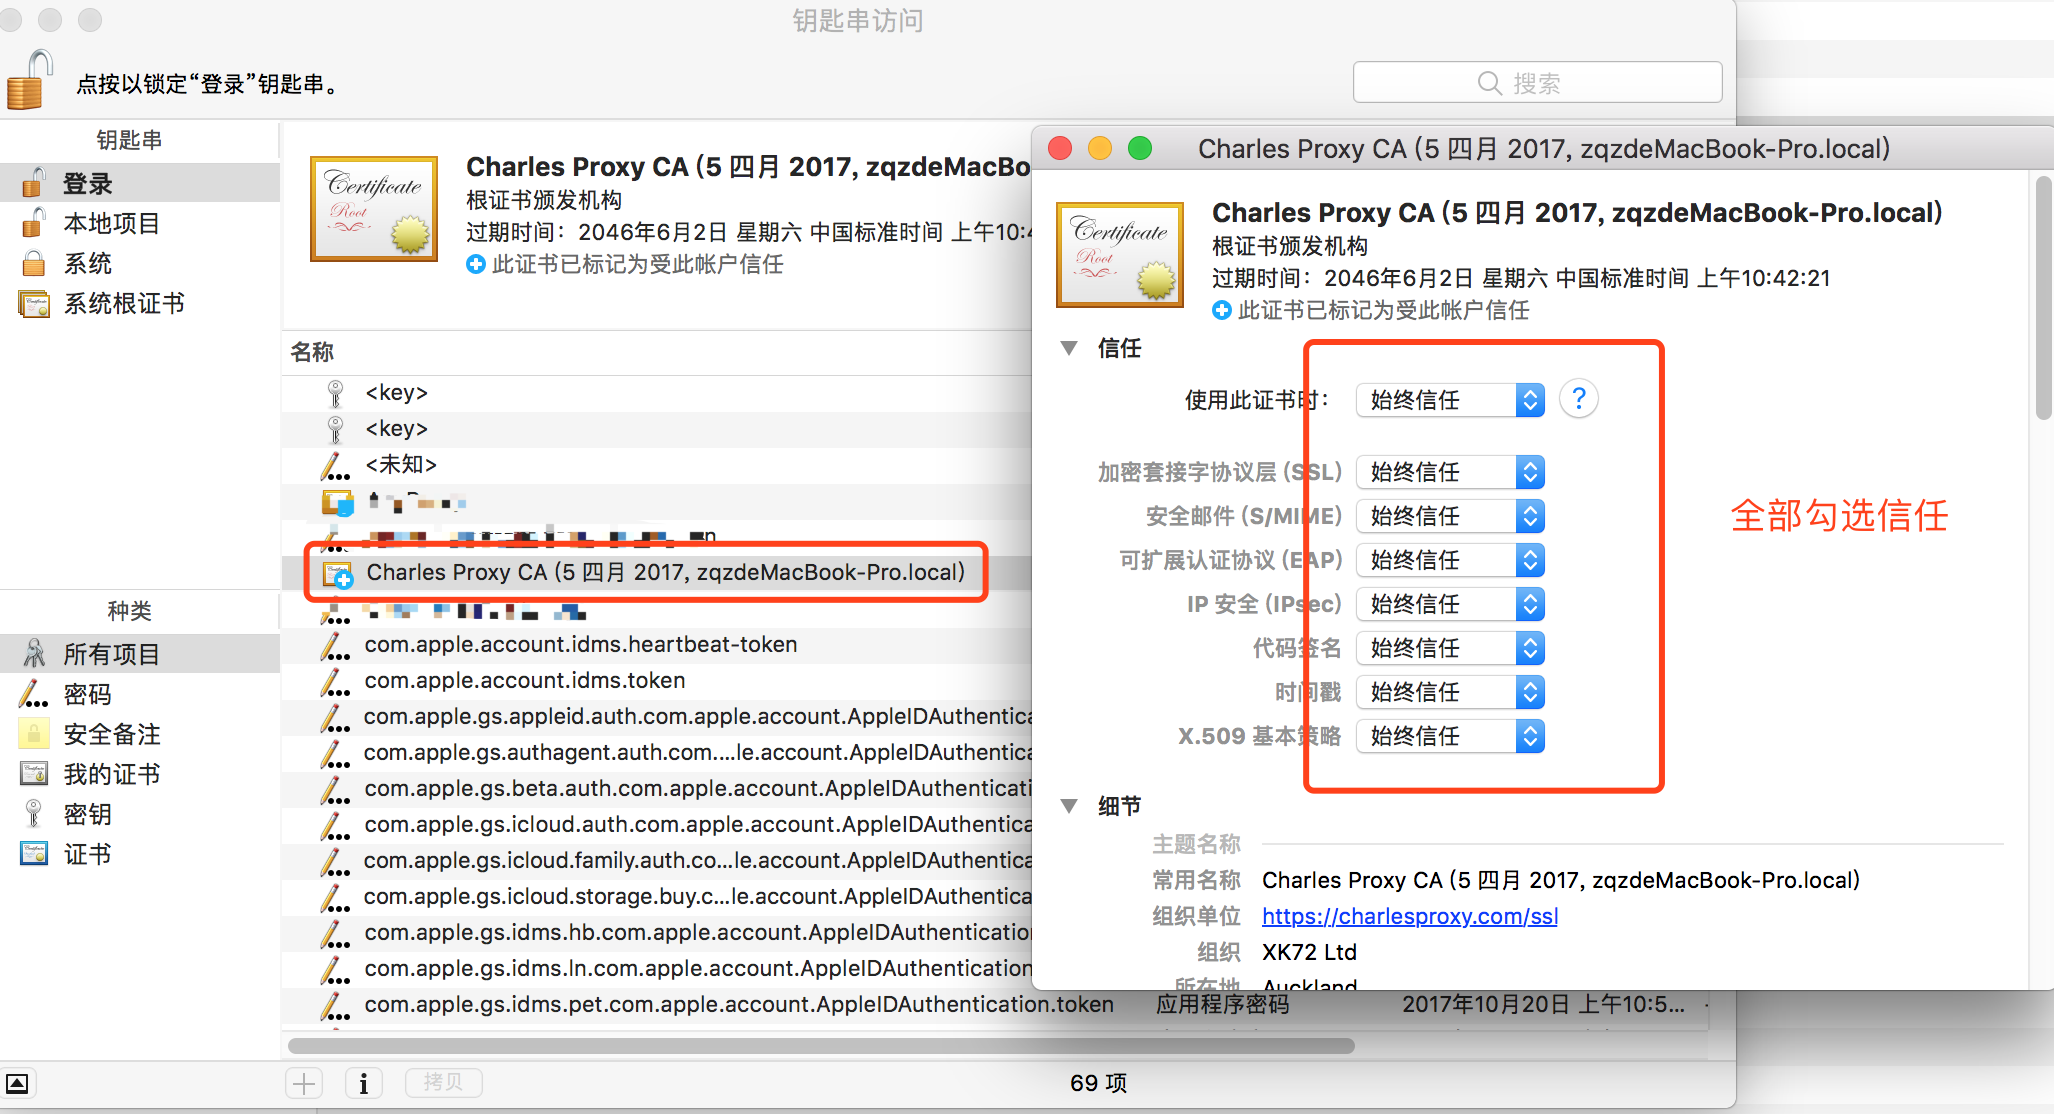 钥匙串访问
点按以锁定“登录”钥匙串。
搜索
钥匙串
登录
本地项目
系统
系统根证书
种类
所有项目
密码
安全备注
我的证书
密钥
证书
Certificate
Root
Charles Proxy CA (5 四月 2017, zqzdeMacBo
根证书颁发机构
过期时间：2046年6月2日 星期六 中国标准时间 上午10:4
此证书已标记为受此帐户信任
名称
<key>
<key>
<未知>
Charles Proxy CA (5 四月 2017, zqzdeMacBook-Pro.local)
com.apple.account.idms.heartbeat-token
com.apple.account.idms.token
com.apple.gs.appleid.auth.com.apple.account.AppleIDAuthentica
com.apple.gs.authagent.auth.com....le.account.AppleIDAuthentica
com.apple.gs.beta.auth.com.apple.account.AppleIDAuthenticati
com.apple.gs.icloud.auth.com.apple.account.AppleIDAuthentica
com.apple.gs.icloud.family.auth.co...le.account.AppleIDAuthentica
com.apple.gs.icloud.storage.buy.c...le.account.AppleIDAuthentica
com.apple.gs.idms.hb.com.apple.account.AppleIDAuthentication
com.apple.gs.idms.ln.com.apple.account.AppleIDAuthentication
com.apple.gs.idms.pet.com.apple.account.AppleIDAuthentication.token 应用程序密码 2017年10月20日 上午10:5...
拷贝
69 项
Charles Proxy CA (5 四月 2017, zqzdeMacBook-Pro.local)
Certificate
Root
Charles Proxy CA (5 四月 2017, zqzdeMacBook-Pro.local)
根证书颁发机构
过期时间：2046年6月2日 星期六 中国标准时间 上午10:42:21
此证书已标记为受此帐户信任
信任
使用此证书时： 始终信任 ?
加密套接字协议层 (SSL) 始终信任
安全邮件 (S/MIME) 始终信任
可扩展认证协议 (EAP) 始终信任
IP 安全 (IPsec) 始终信任
代码签名 始终信任
时间戳 始终信任
X.509 基本策略 始终信任
全部勾选信任
细节
主题名称
常用名称 Charles Proxy CA (5 四月 2017, zqzdeMacBook-Pro.local)
组织单位 https://charlesproxy.com/ssl
组织 XK72 Ltd
所在地 Auckland